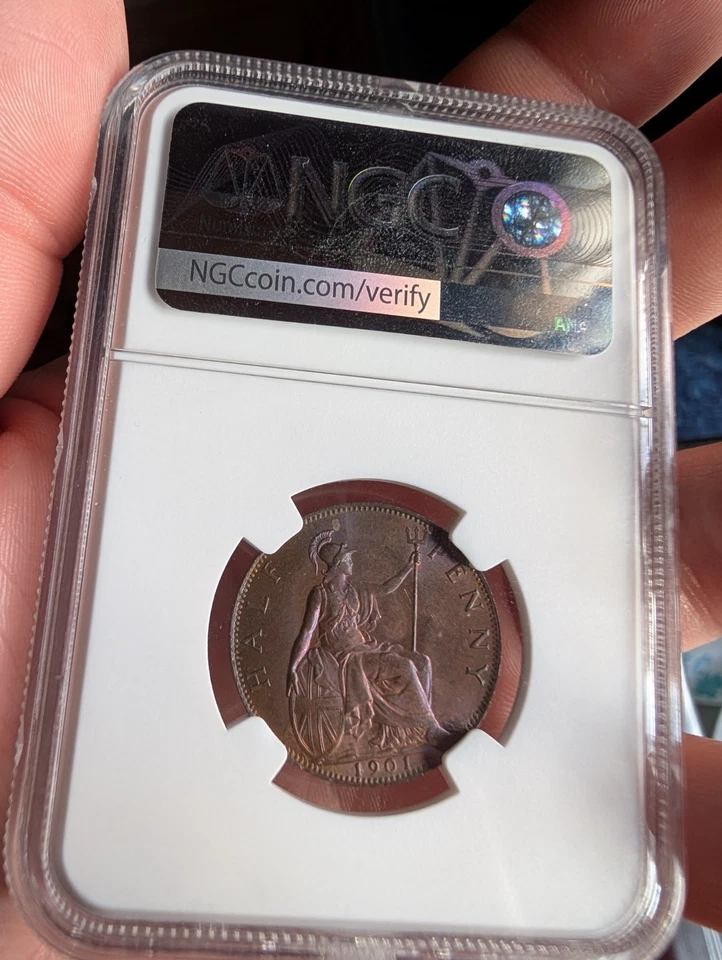 NGC
NGCcoin.com/verify
HALF PENNY
1901